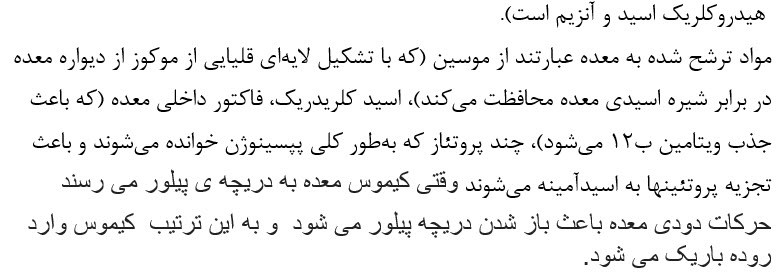 هیدروکلریک اسید و آنزیم است).
مواد ترشح شده به معده عبارتند از موسین (که با تشکیل لایه‌ای قلیایی از موکوز از دیواره معده
در برابر شیره اسیدی معده محافظت می‌کند)، اسید کلریدریک، فاکتور داخلی معده (که باعث
جذب ویتامین ب۱۲ می‌شود)، چند پروتئاز که به‌طور کلی پپسینوژن خوانده می‌شوند و باعث
تجزیه پروتئینها به اسیدآمینه می‌شوند وقتی کیموس معده به دریچه ی پیلور می رسند
حرکات دودی معده باعث باز شدن دریچه پیلور می شود  و به این ترتیب  کیموس وارد
روده باریک می شود.